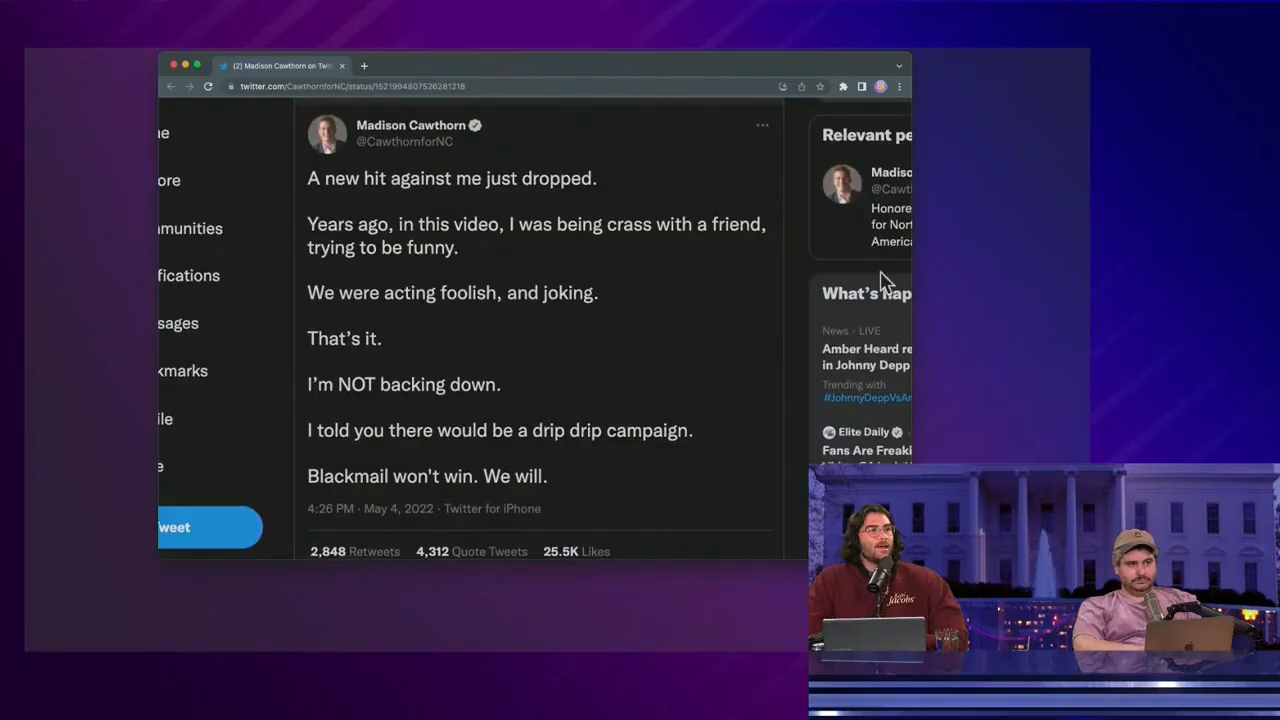 (2) Madison Cawthorn on Twit
twitter.com/CawthornforNC/status/1521994807526281218
Madison Cawthorn
@CawthornforNC
A new hit against me just dropped.
Years ago, in this video, I was being crass with a friend,
trying to be funny.
We were acting foolish, and joking.
That's it.
I'm NOT backing down.
I told you there would be a drip drip campaign.
Blackmail won't win. We will.
4:26 PM · May 4, 2022 · Twitter for iPhone
2,848 Retweets 4,312 Quote Tweets 25.5K Likes
ne
ore
munities
fications
sages
kmarks
ile
e
weet
Relevant pe
Madiso
@Cawt
Honore
for Nort
America
What's hap
News · LIVE
Amber Heard re
in Johnny Depp
Trending with
#JohnnyDeppVsAr
Elite Daily
Fans Are Freaki
Jacobs